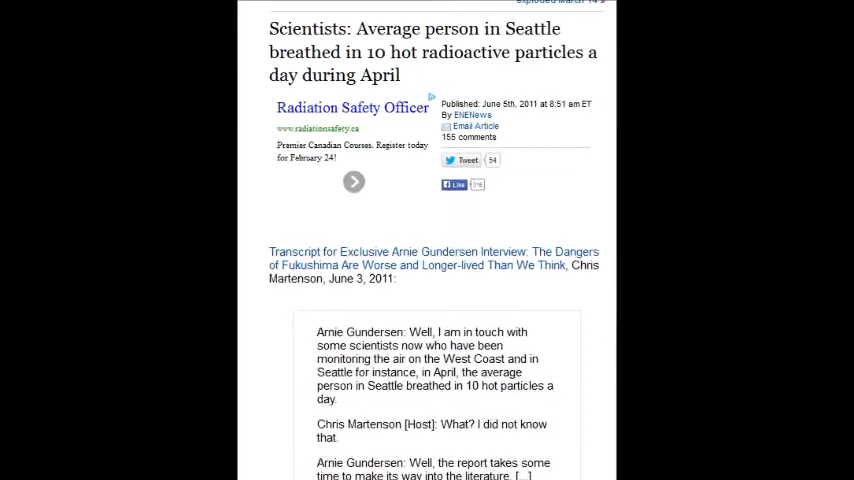 exploded March 14
Scientists: Average person in Seattle
breathed in 10 hot radioactive particles a
day during April
Radiation Safety Officer
www.radiationsafety.ca
Premier Canadian Courses. Register today
for February 24!
Published: June 5th, 2011 at 8:51 am ET
By ENENews
Email Article
155 comments
Tweet 54
Like 316
Transcript for Exclusive Arnie Gundersen Interview: The Dangers
of Fukushima Are Worse and Longer-lived Than We Think, Chris
Martenson, June 3, 2011:
Arnie Gundersen: Well, I am in touch with
some scientists now who have been
monitoring the air on the West Coast and in
Seattle for instance, in April, the average
person in Seattle breathed in 10 hot particles a
day.
Chris Martenson [Host]: What? I did not know
that.
Arnie Gundersen: Well, the report takes some
time to make its way into the literature. [...]